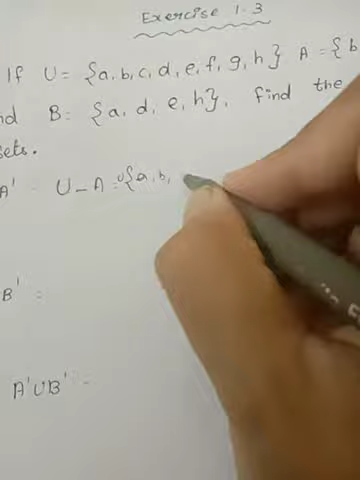 Exercise 1.3
If U = {a, b, c, d, e, f, g, h} A = {b
nd B = {a, d, e, h}, find the
sets.
A' = U - A = {a, b,
B' =
A'∪B' =